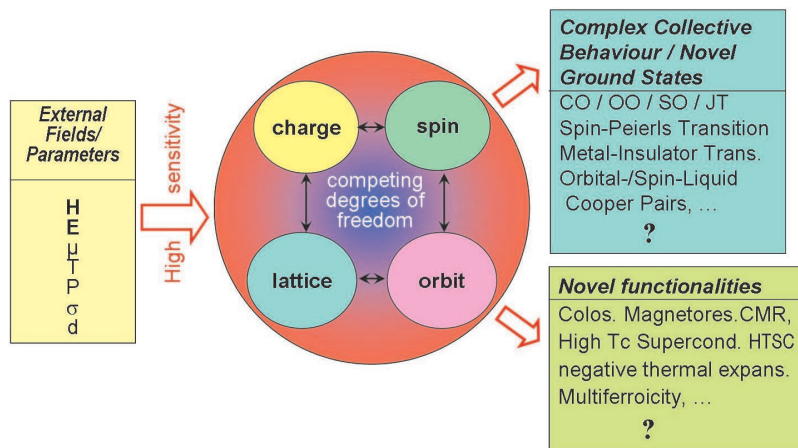 External
Fields/
Parameters
H
E
μ
T
P
σ
d
High sensitivity
charge
spin
competing
degrees of
freedom
lattice
orbit
Complex Collective
Behaviour / Novel
Ground States
CO / OO / SO / JT
Spin-Peierls Transition
Metal-Insulator Trans.
Orbital-/Spin-Liquid
Cooper Pairs, ...
?
Novel functionalities
Colos. Magnetores.CMR,
High Tc Supercond. HTSC
negative thermal expans.
Multiferroicity, ...
?